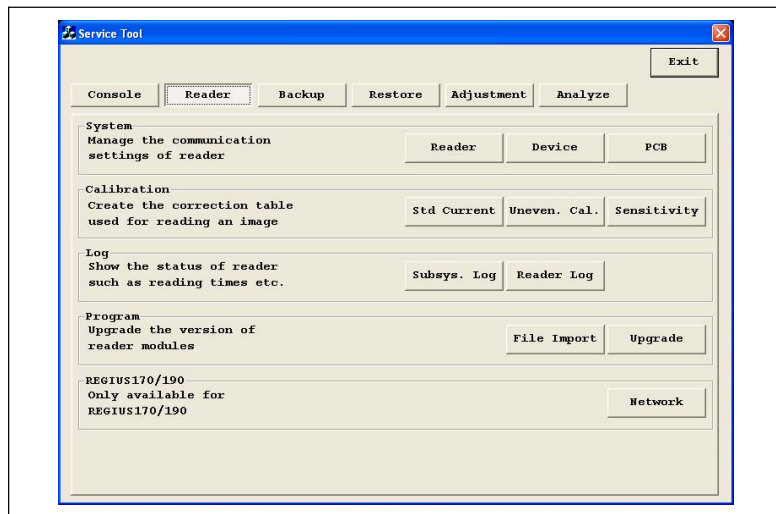 Service Tool
Exit
Console Reader Backup Restore Adjustment Analyze
System
Manage the communication
settings of reader
Reader Device PCB
Calibration
Create the correction table
used for reading an image
Std Current Uneven. Cal. Sensitivity
Log
Show the status of reader
such as reading times etc.
Subsys. Log Reader Log
Program
Upgrade the version of
reader modules
File Import Upgrade
REGIUS170/190
Only available for
REGIUS170/190
Network